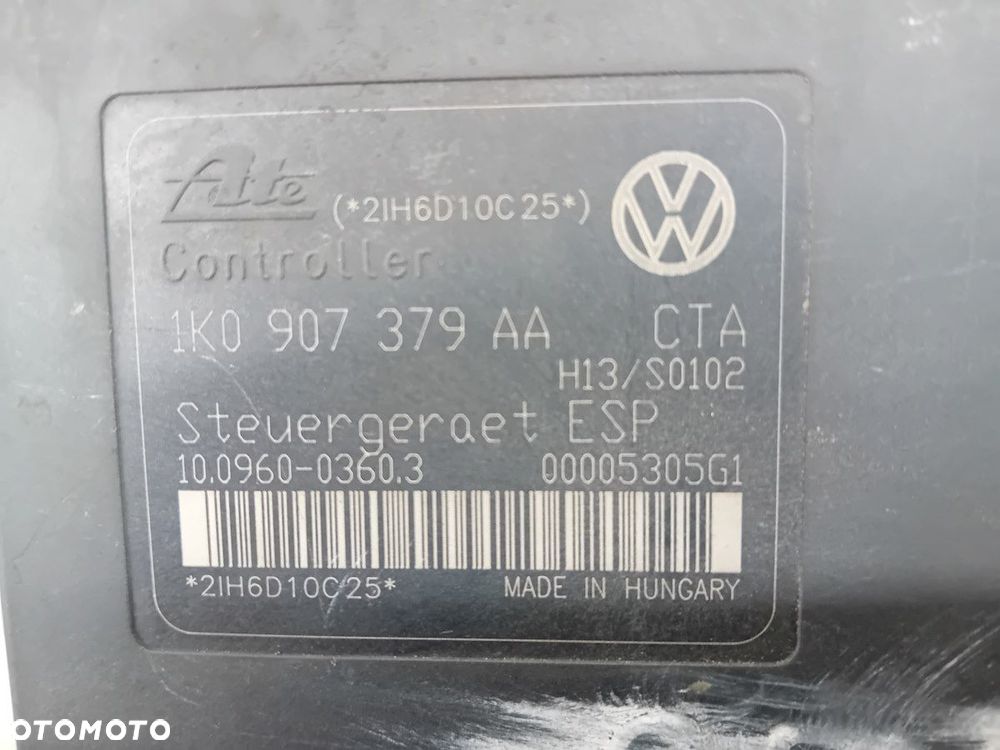 Ate (*2IH6D10C25*)
Controller
1K0 907 379 AA CTA
H13/S0102
Steuergeraet ESP
10.0960-0360.3 00005305G1
*2IH6D10C25* MADE IN HUNGARY
OTOMOTO